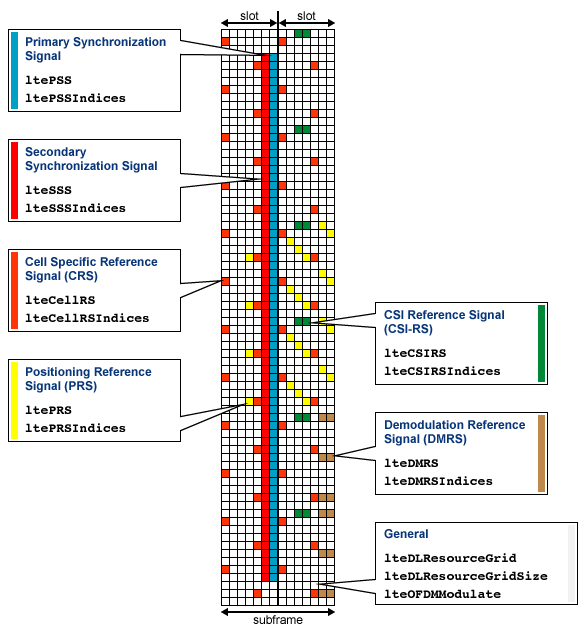 slot
slot
Primary Synchronization
Signal
ltePSS
ltePSSIndices
Secondary
Synchronization Signal
lteSSS
lteSSSIndices
Cell Specific Reference
Signal (CRS)
lteCellRS
lteCellRSIndices
Positioning Reference
Signal (PRS)
ltePRS
ltePRSIndices
CSI Reference Signal
(CSI-RS)
lteCSIRS
lteCSIRSIndices
Demodulation Reference
Signal (DMRS)
lteDMRS
lteDMRSIndices
General
lteDLResourceGrid
lteDLResourceGridSize
lteOFDMModulate
subframe